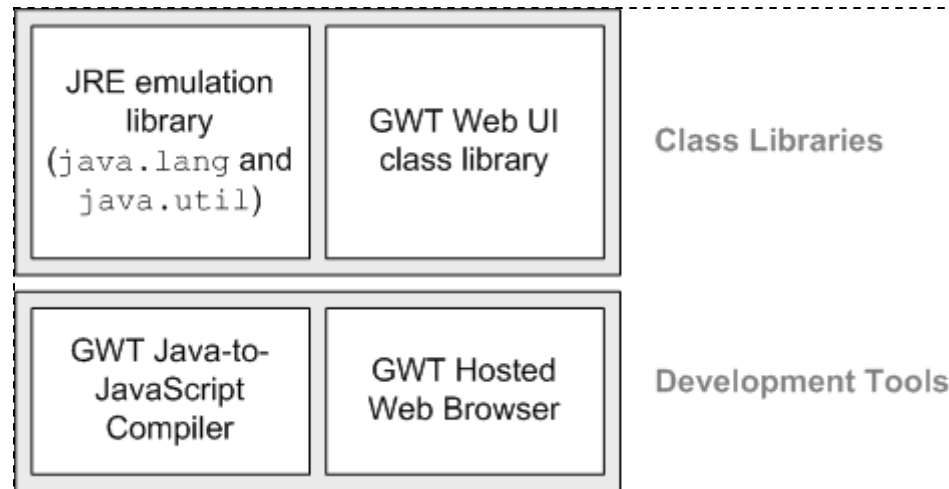 JRE emulation
library
(java.lang and
java.util)
GWT Web UI
class library
Class Libraries
GWT Java-to-
JavaScript
Compiler
GWT Hosted
Web Browser
Development Tools